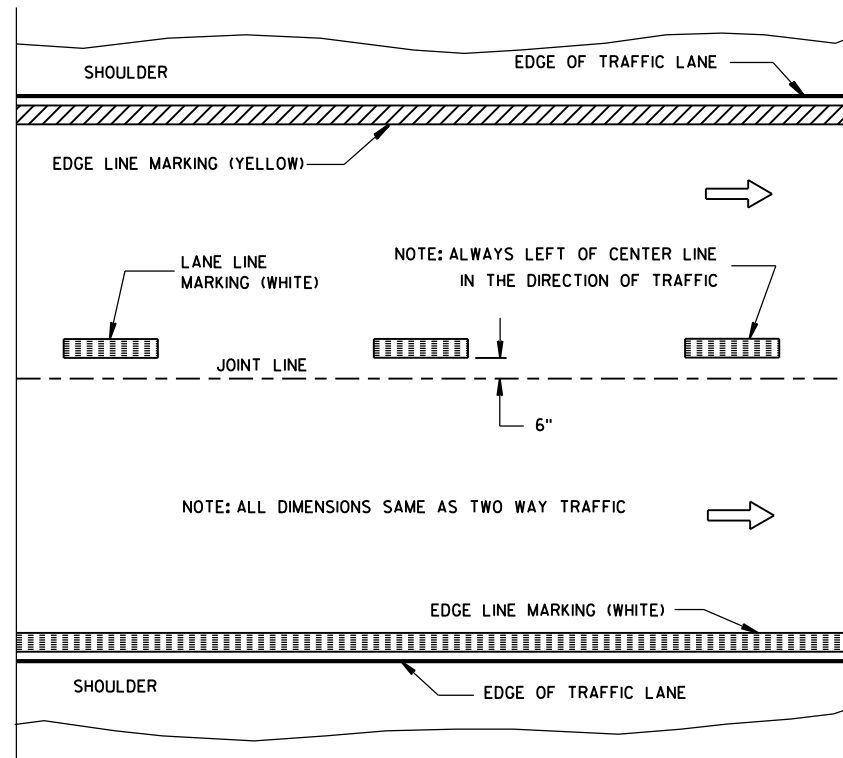 EDGE OF TRAFFIC LANE
SHOULDER
EDGE LINE MARKING (YELLOW)
LANE LINE
MARKING (WHITE)
NOTE: ALWAYS LEFT OF CENTER LINE
IN THE DIRECTION OF TRAFFIC
JOINT LINE
6"
NOTE: ALL DIMENSIONS SAME AS TWO WAY TRAFFIC
EDGE LINE MARKING (WHITE)
SHOULDER
EDGE OF TRAFFIC LANE